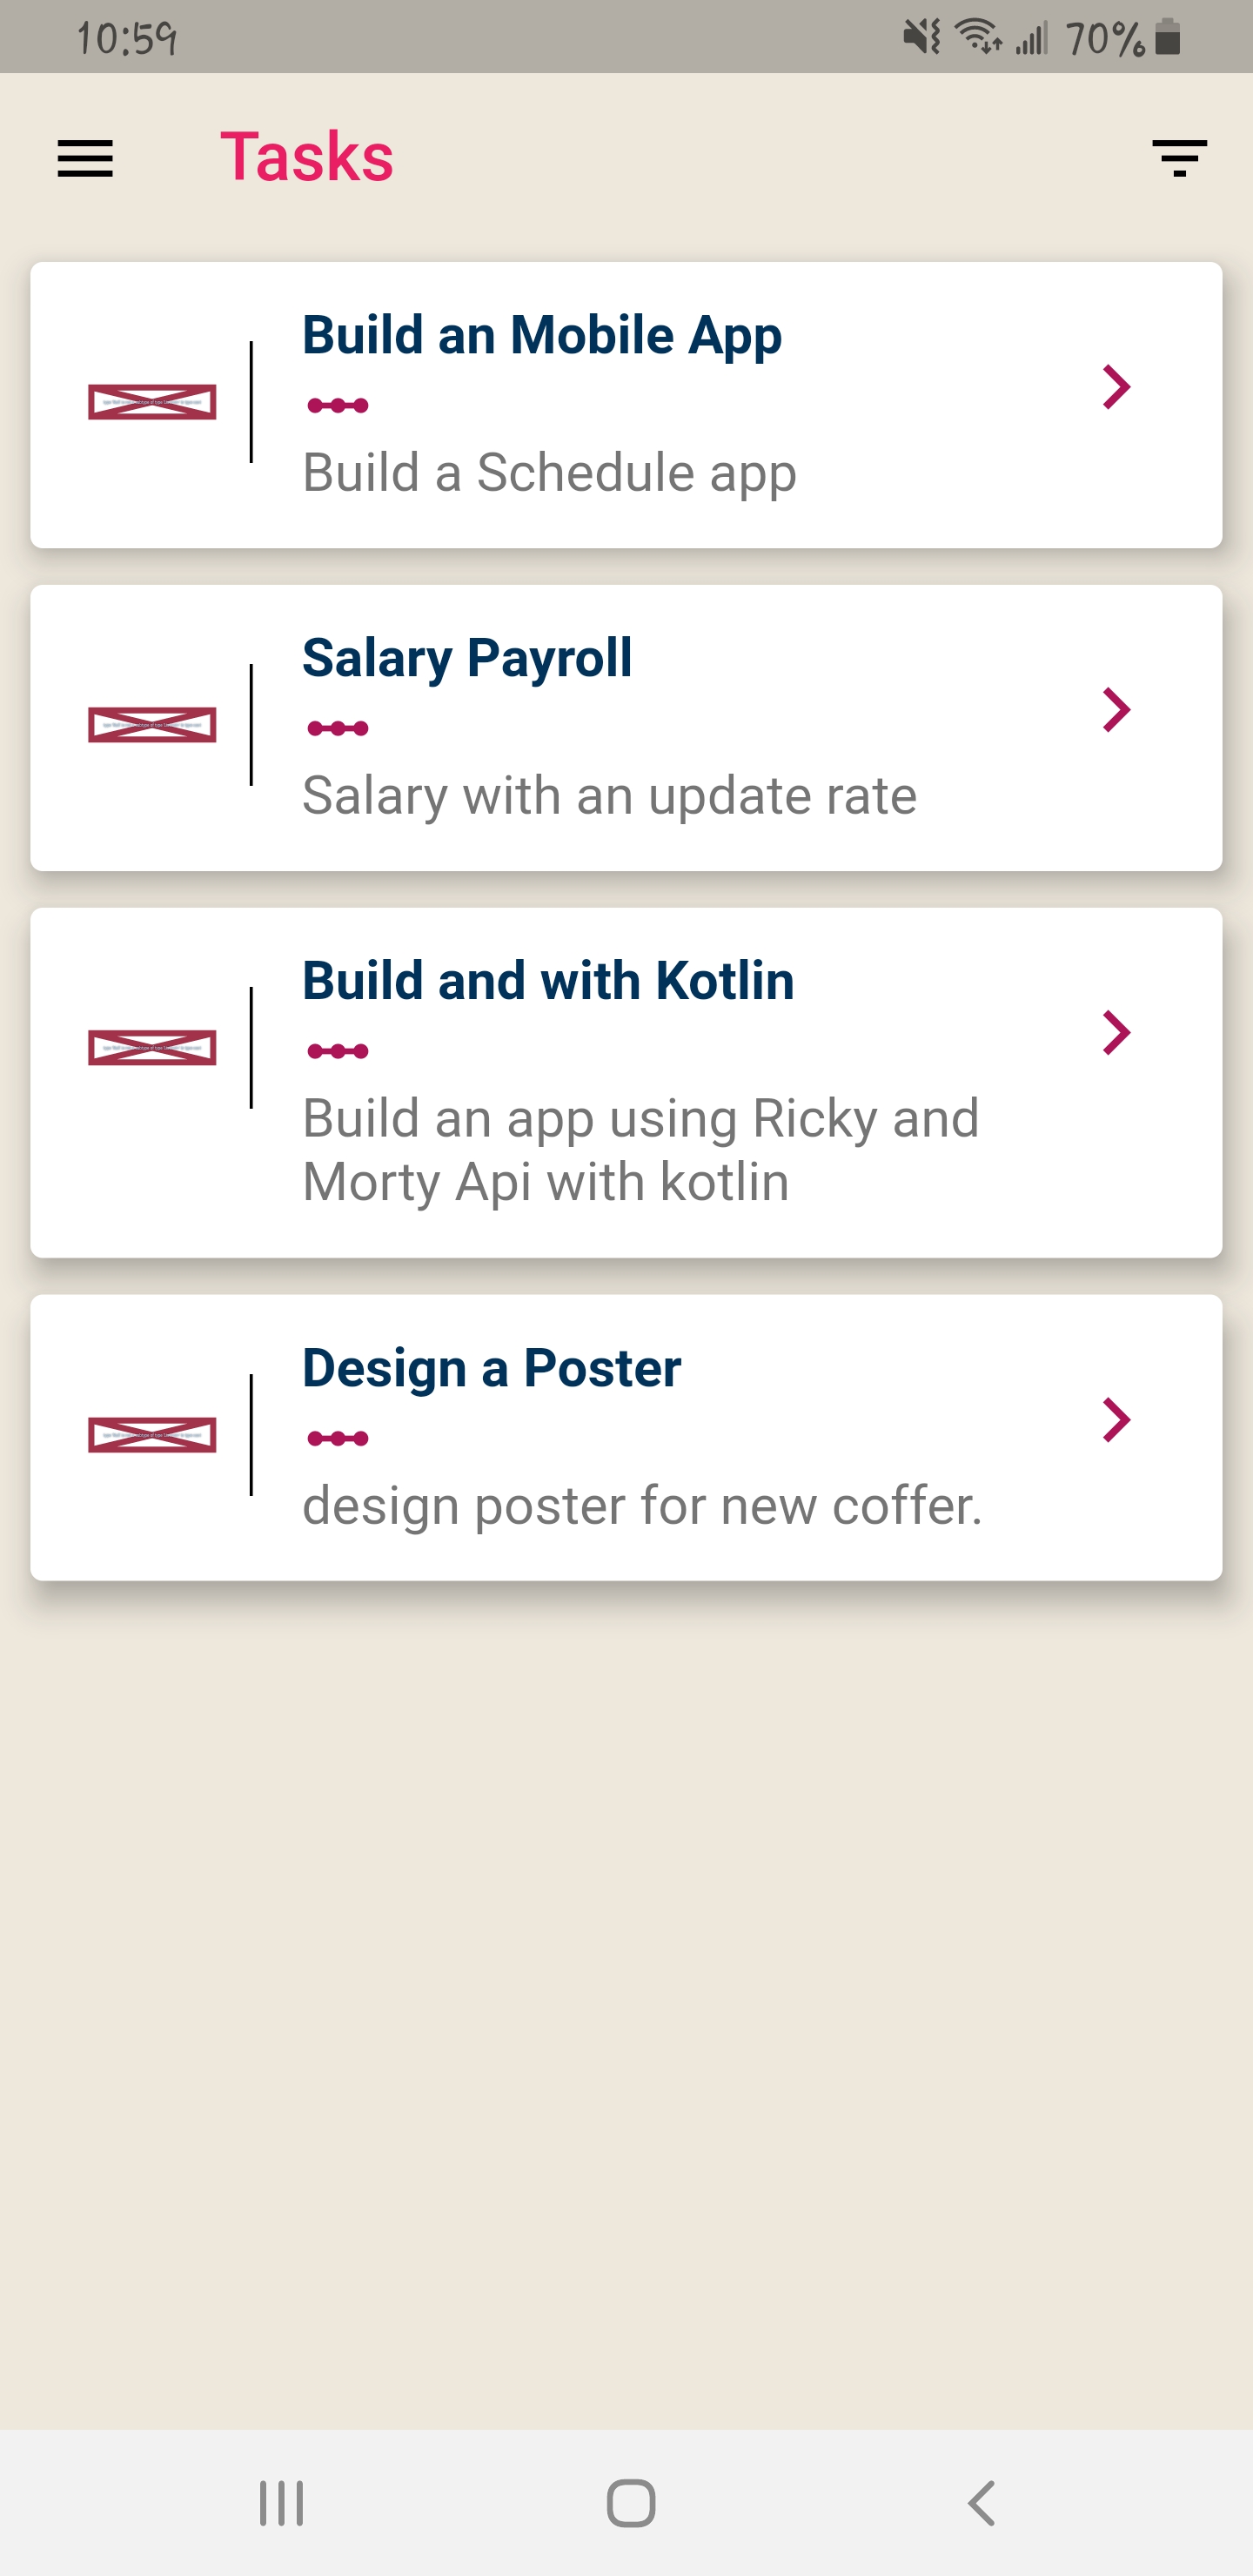 10:59
70%
Tasks
Build an Mobile App
Build a Schedule app
Salary Payroll
Salary with an update rate
Build and with Kotlin
Build an app using Ricky and
Morty Api with kotlin
Design a Poster
design poster for new coffer.